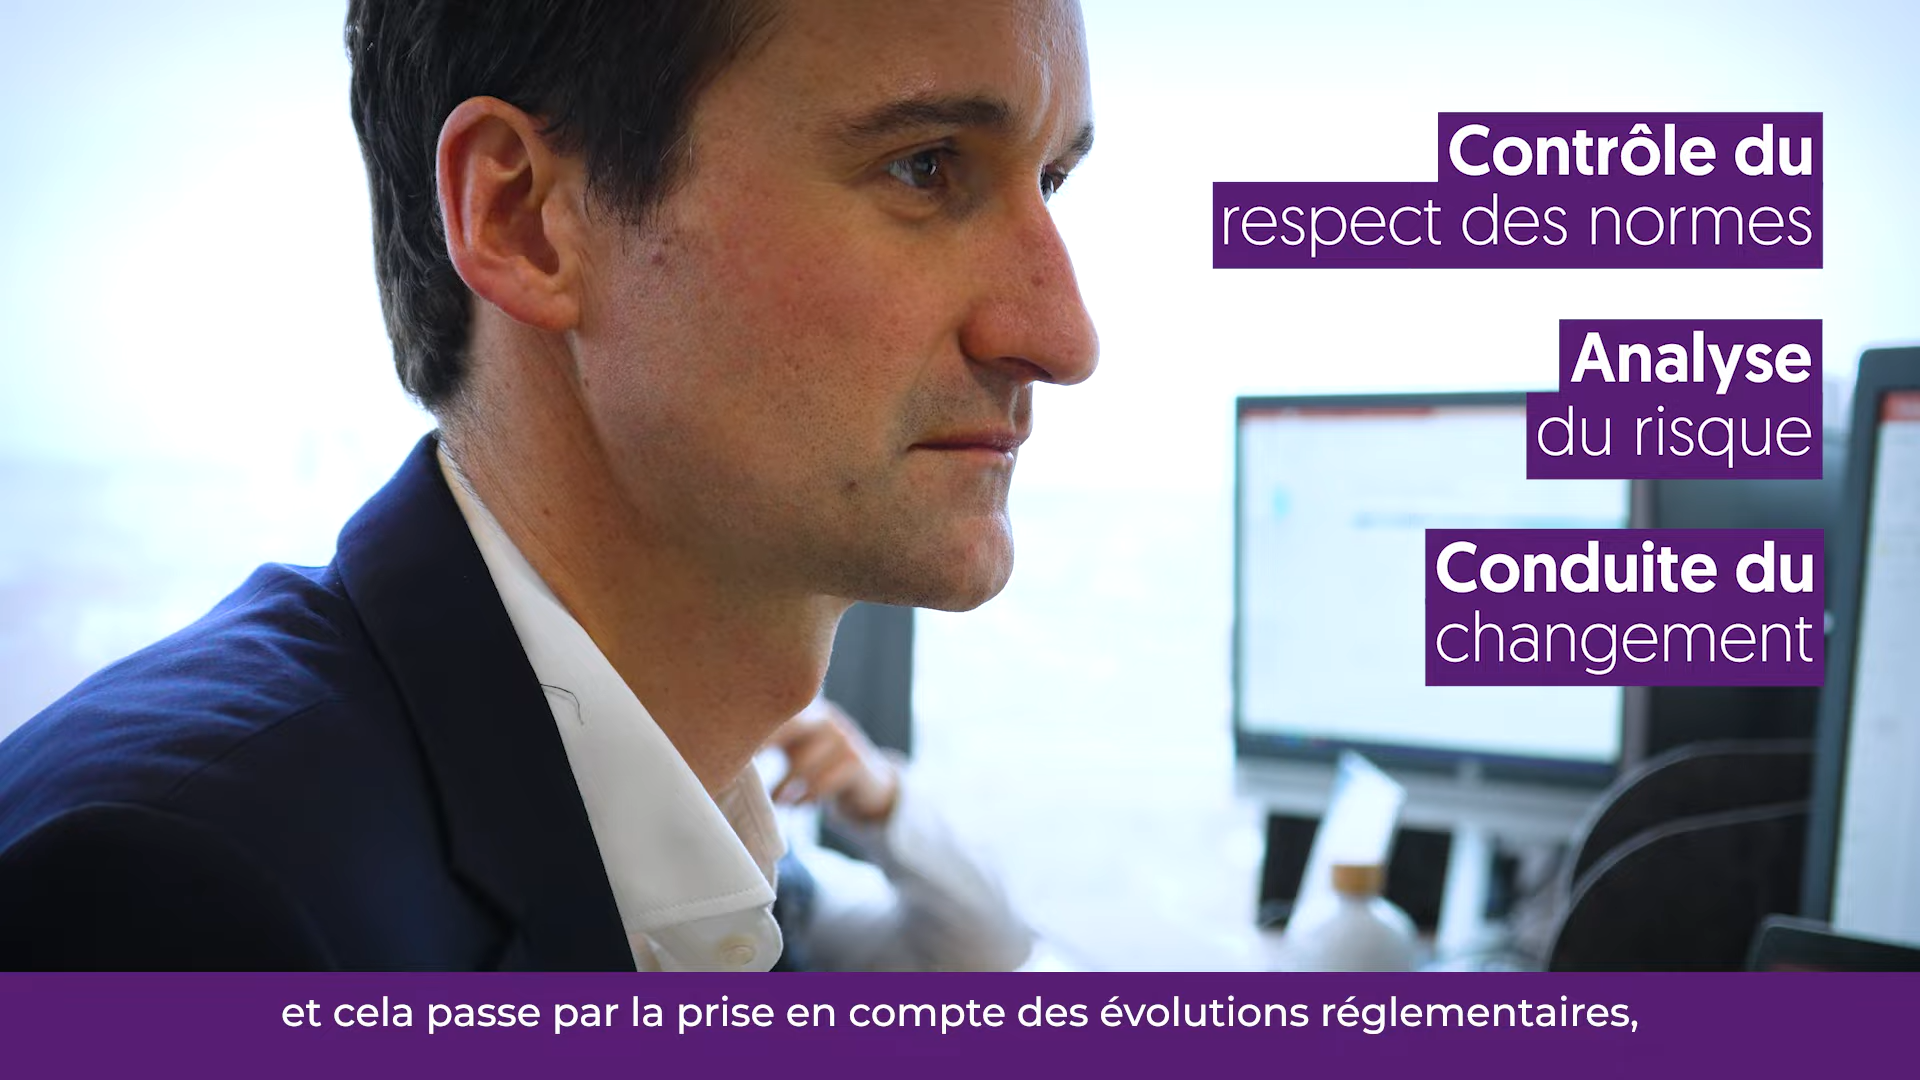 Contrôle du
respect des normes
Analyse
du risque
Conduite du
changement
et cela passe par la prise en compte des évolutions réglementaires,